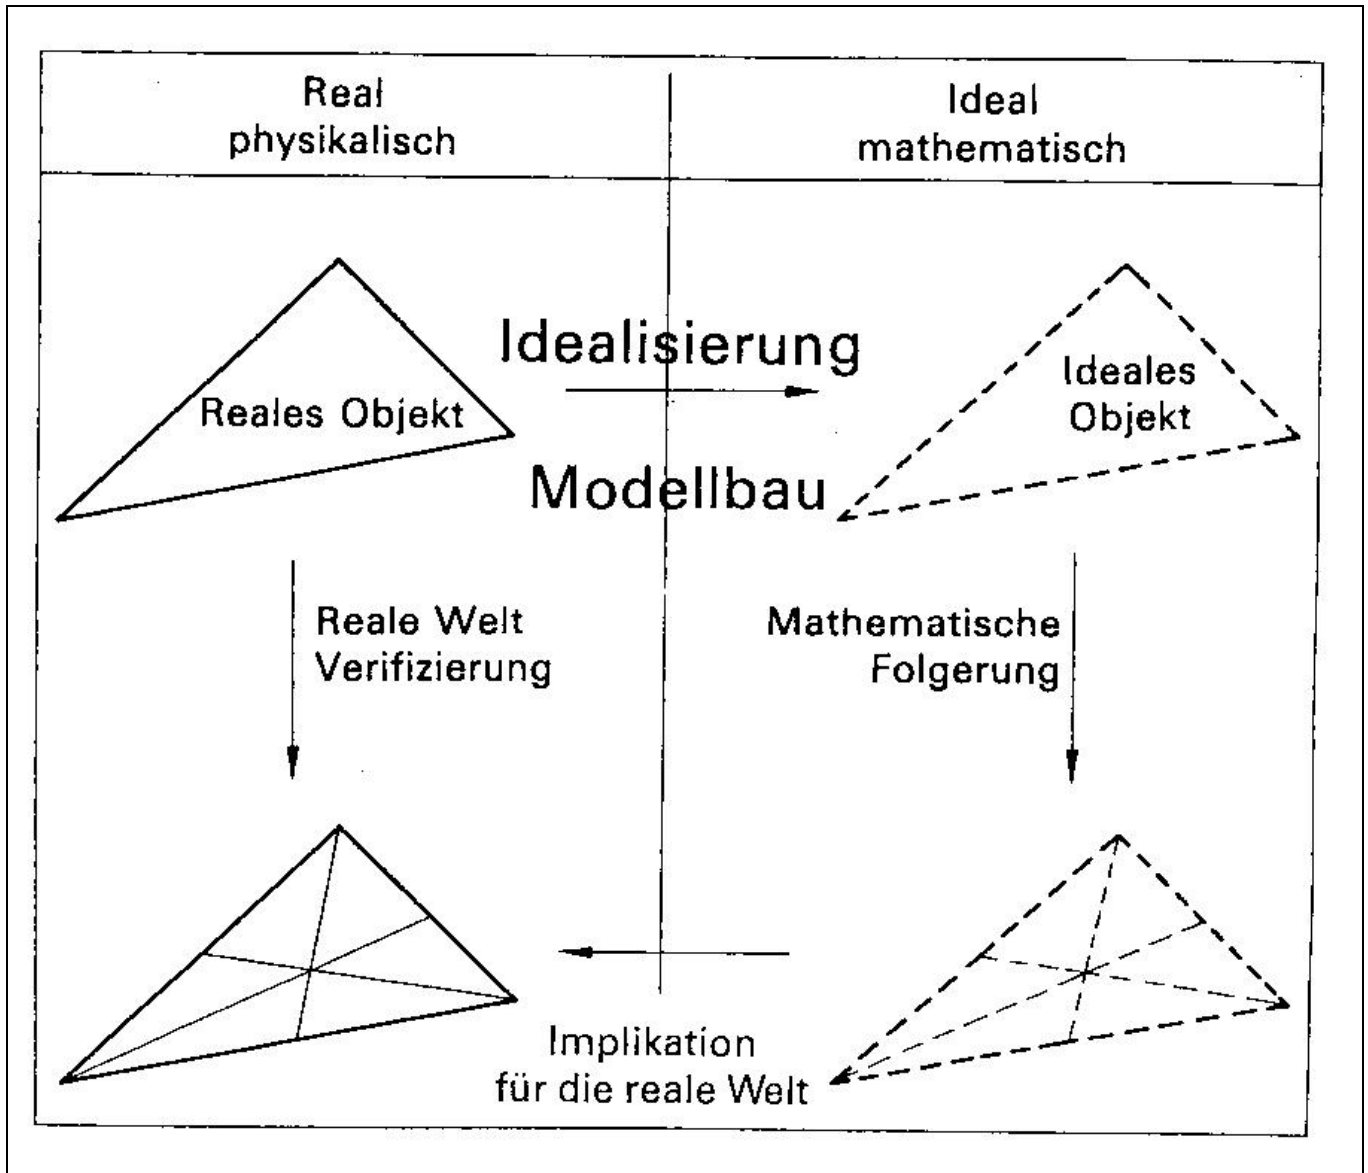 Real
physikalisch
Ideal
mathematisch
Idealisierung
Reales Objekt
Ideales
Objekt
Modellbau
Reale Welt
Verifizierung
Mathematische
Folgerung
Implikation
für die reale Welt